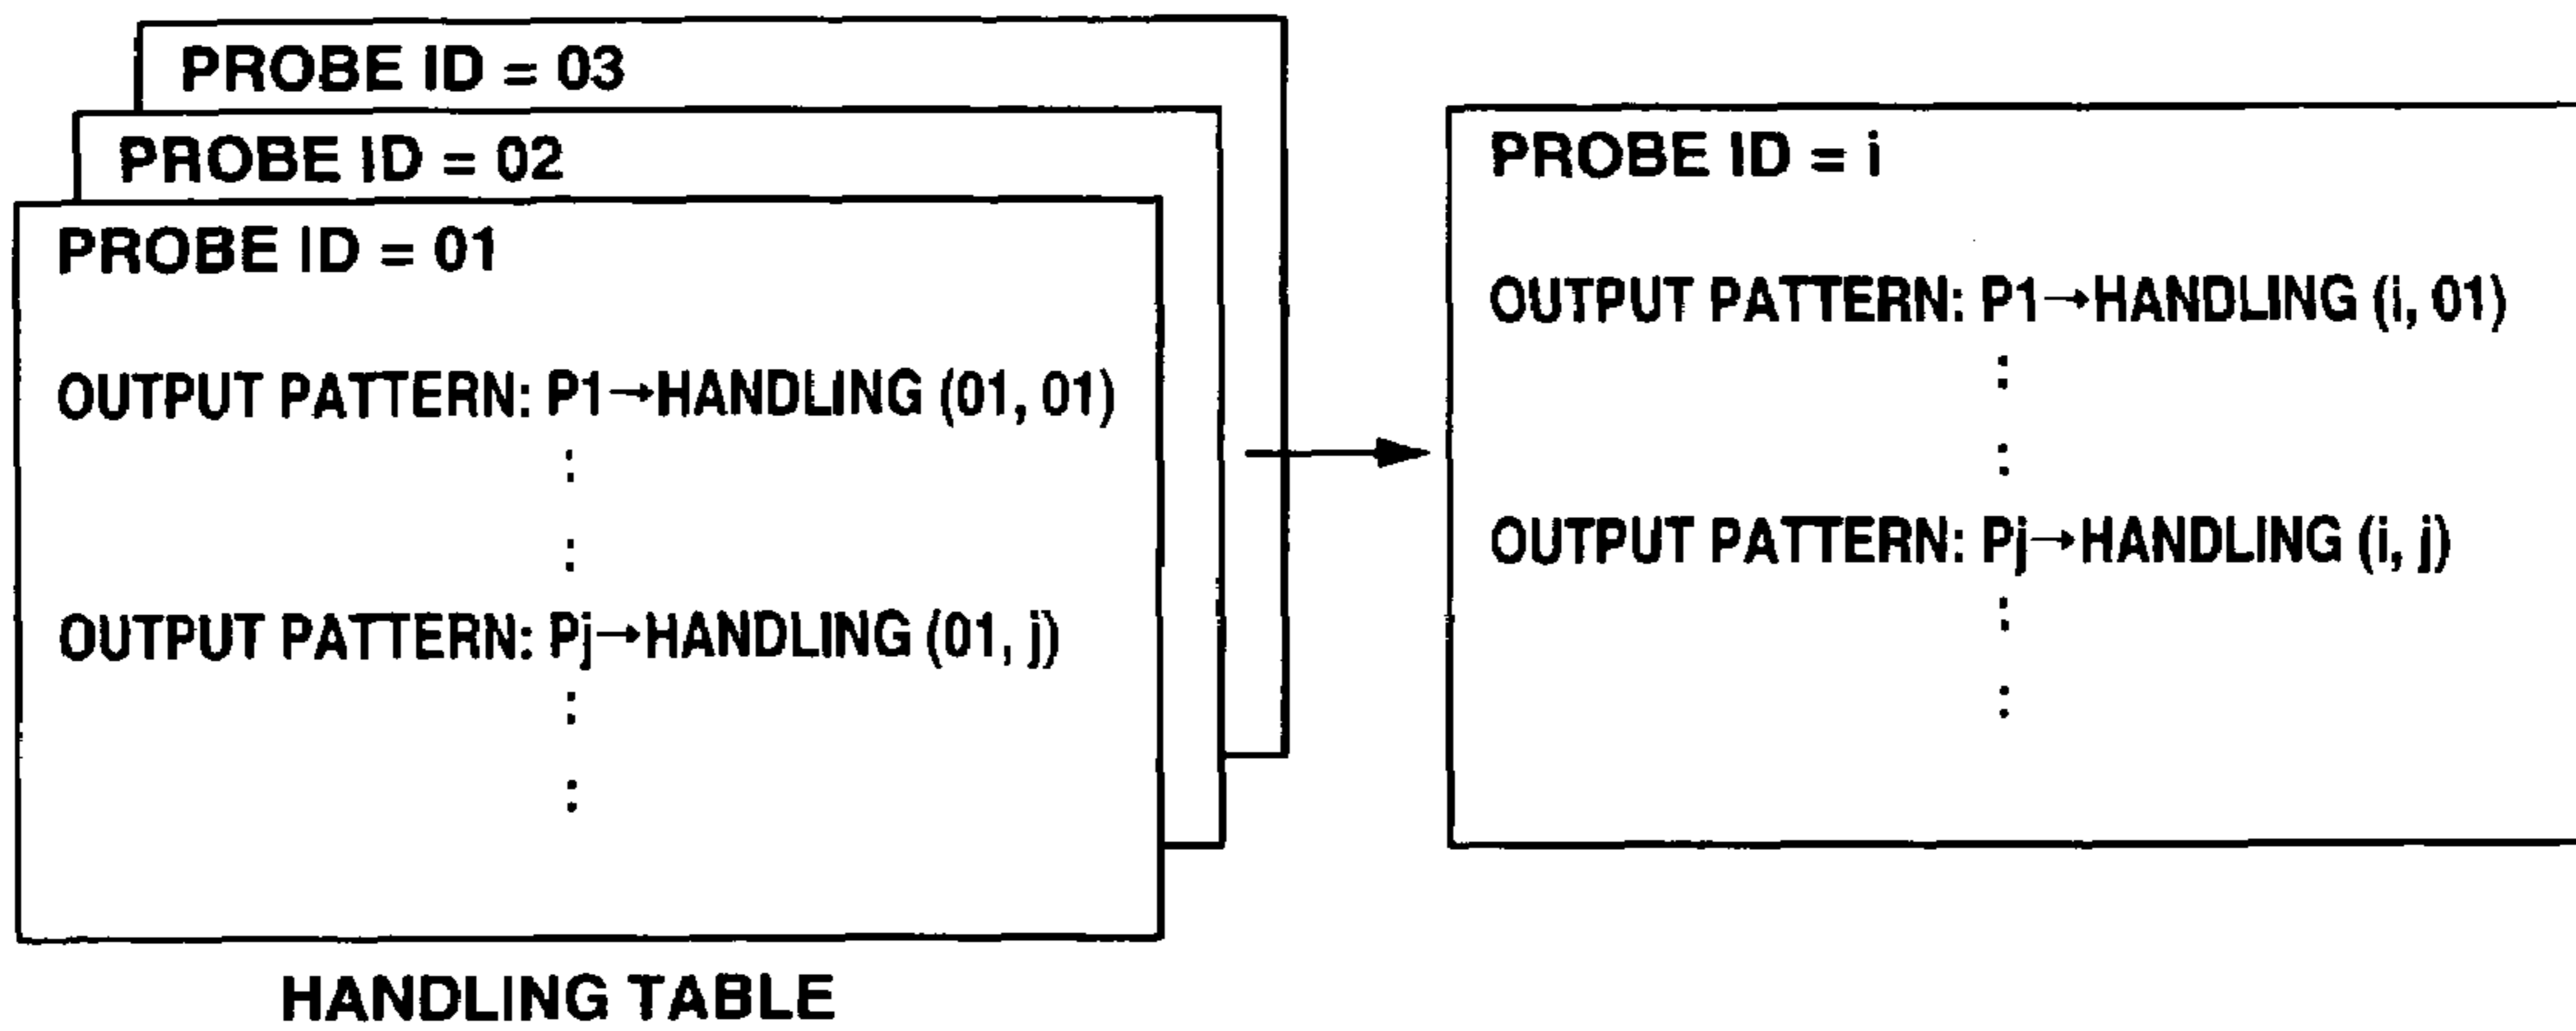 PROBE ID = 03
PROBE ID = 02
PROBE ID = 01
OUTPUT PATTERN: P1→HANDLING (01, 01)
:
:
OUTPUT PATTERN: Pj→HANDLING (01, j)
:
:
HANDLING TABLE
PROBE ID = i
OUTPUT PATTERN: P1→HANDLING (i, 01)
:
:
OUTPUT PATTERN: Pj→HANDLING (i, j)
:
: